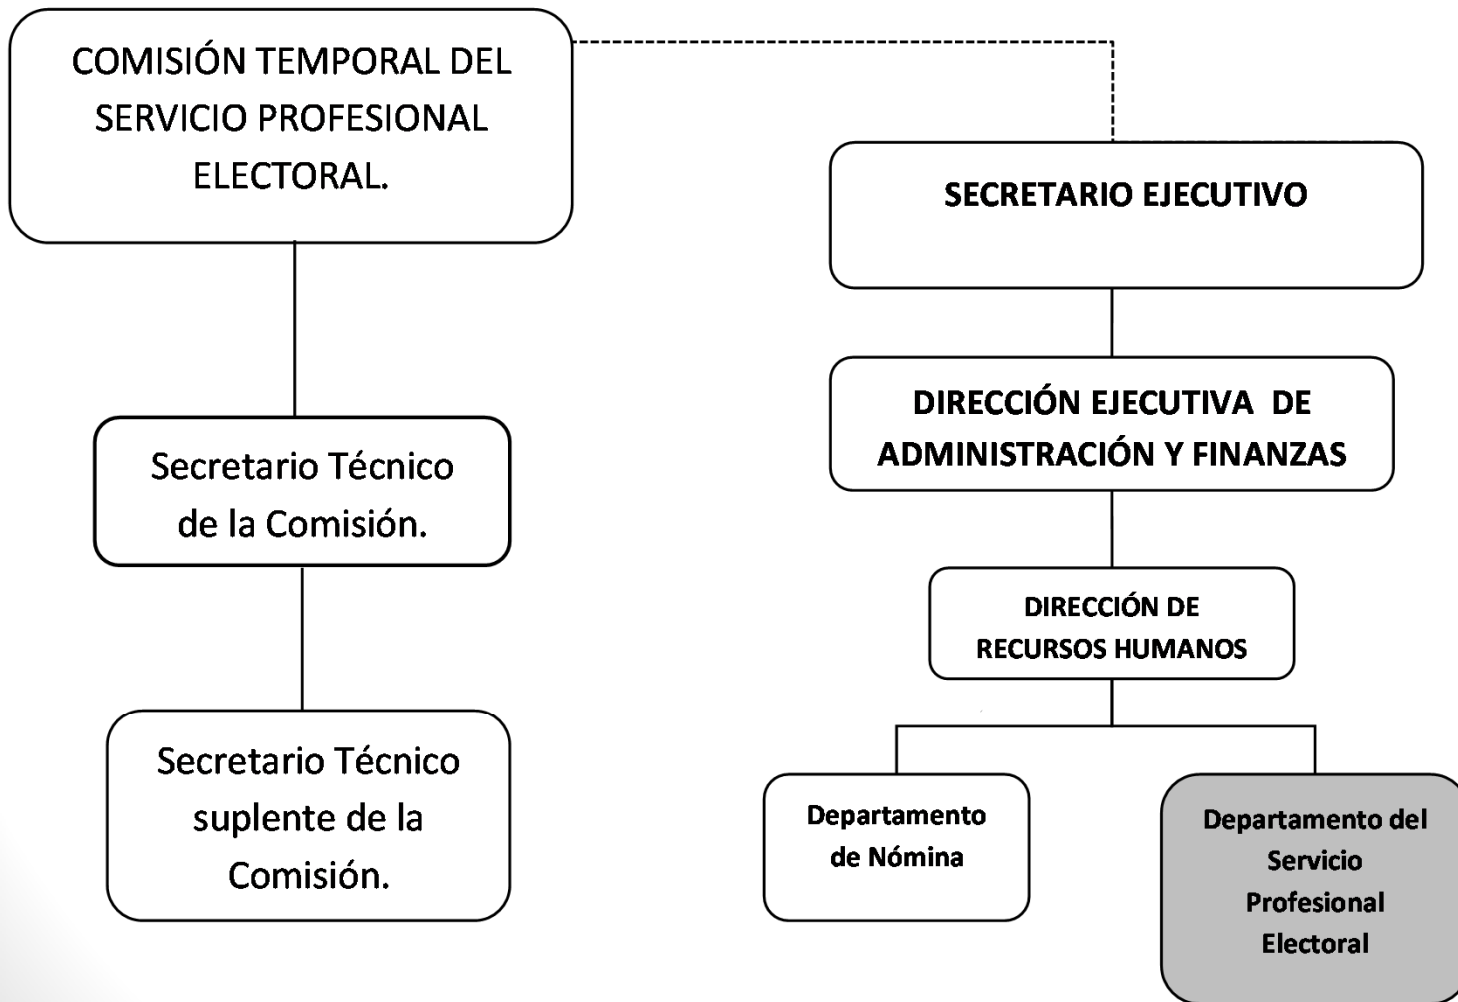 COMISIÓN TEMPORAL DEL
SERVICIO PROFESIONAL
ELECTORAL.
Secretario Técnico
de la Comisión.
Secretario Técnico
suplente de la
Comisión.
SECRETARIO EJECUTIVO
DIRECCIÓN EJECUTIVA  DE
ADMINISTRACIÓN Y FINANZAS
DIRECCIÓN DE
RECURSOS HUMANOS
Departamento
de Nómina
Departamento del
Servicio
Profesional
Electoral